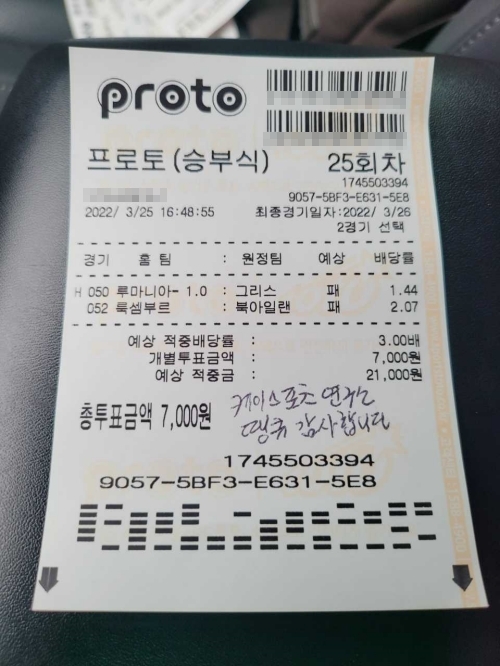 proto
프로토(승부식) 25회차
1745503394
9057-5BF3-E631-5E8
2022/ 3/25 16:48:55 최종경기일자:2022/ 3/26
2경기 선택
경기 홈 팀 : 원정팀 예상 배당률
H 050 루마니아- 1.0 : 그리스 패 1.44
052 룩셈부르 : 북아일랜 패 2.07
예상 적중배당률 : 3.00배
개별투표금액 : 7,000원
예상 적중금 : 21,000원
총투표금액 7,000원
케이스포츠 연구소
땡큐 감사합니다
1745503394
9057-5BF3-E631-5E8